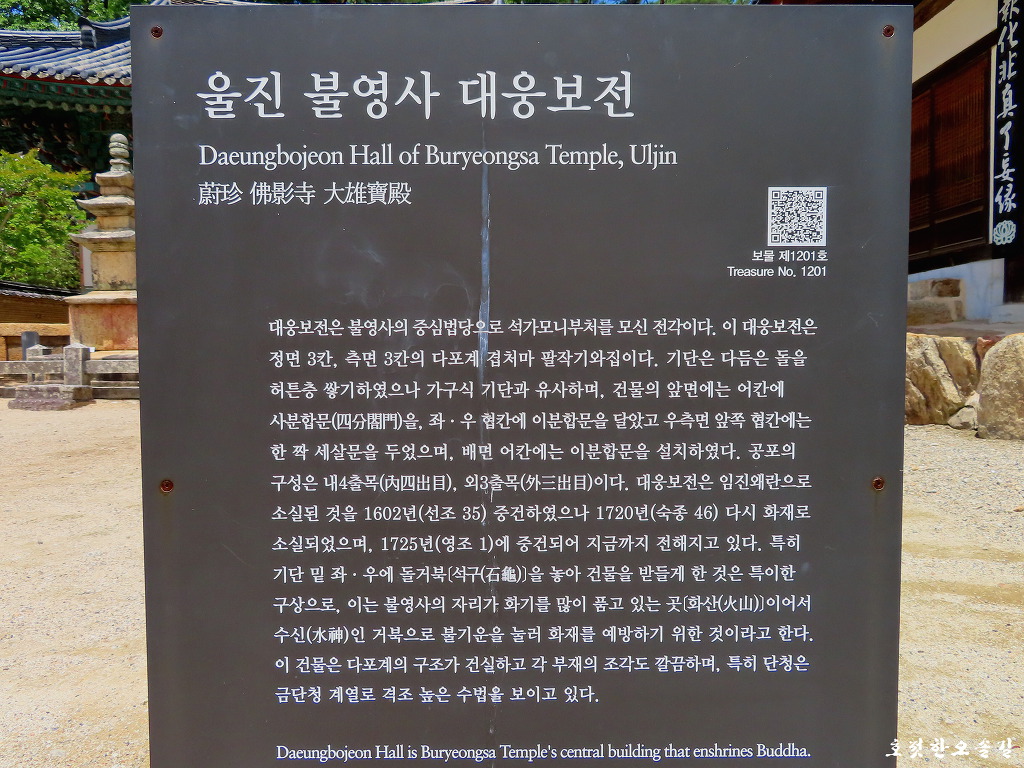 울진 불영사 대웅보전
Daeungbojeon Hall of Buryeongsa Temple, Uljin
蔚珍 佛影寺 大雄寶殿
보물 제1201호
Treasure No. 1201
대웅보전은 불영사의 중심법당으로 석가모니부처를 모신 전각이다. 이 대웅보전은
정면 3칸, 측면 3칸의 다포계 겹처마 팔작기와집이다. 기단은 다듬은 돌을
허튼층 쌓기하였으나 가구식 기단과 유사하며, 건물의 앞면에는 어칸에
사분합문(四分閤門)을, 좌·우 협칸에 이분합문을 달았고 우측면 앞쪽 협칸에는
한 짝 세살문을 두었으며, 배면 어칸에는 이분합문을 설치하였다. 공포의
구성은 내4출목(內四出目), 외3출목(外三出目)이다. 대웅보전은 임진왜란으로
소실된 것을 1602년(선조 35) 중건하였으나 1720년(숙종 46) 다시 화재로
소실되었으며, 1725년(영조 1)에 중건되어 지금까지 전해지고 있다. 특히
기단 밑 좌·우에 돌거북〔석구(石龜)〕을 놓아 건물을 받들게 한 것은 특이한
구상으로, 이는 불영사의 자리가 화기를 많이 품고 있는 곳〔화산(火山)〕이어서
수신(水神)인 거북으로 불기운을 눌러 화재를 예방하기 위한 것이라고 한다.
이 건물은 다포계의 구조가 건실하고 각 부재의 조각도 깔끔하며, 특히 단청은
금단청 계열로 격조 높은 수법을 보이고 있다.
Daeungbojeon Hall is Buryeongsa Temple's central building that enshrines Buddha.
化非真了妄緣
호젓한오솔길